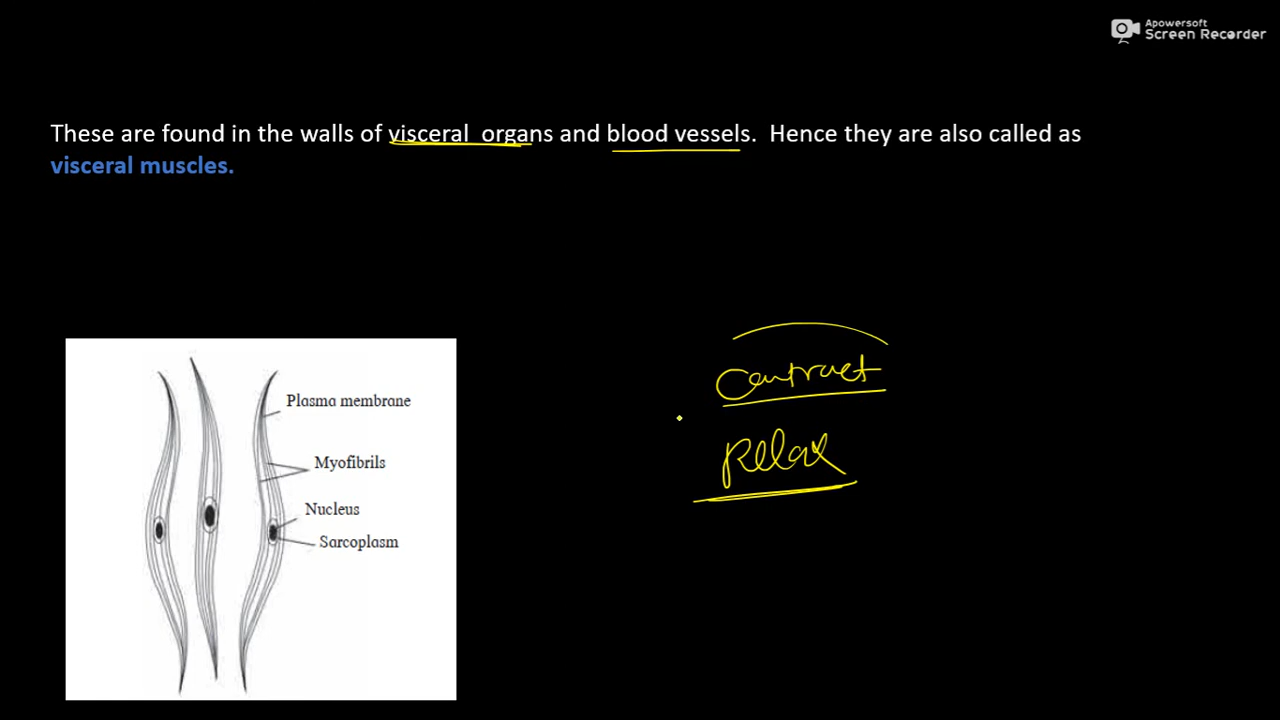 Apowersoft
Screen Recorder
These are found in the walls of visceral organs and blood vessels. Hence they are also called as
visceral muscles.
Contract
Relax
Plasma membrane
Myofibrils
Nucleus
Sarcoplasm